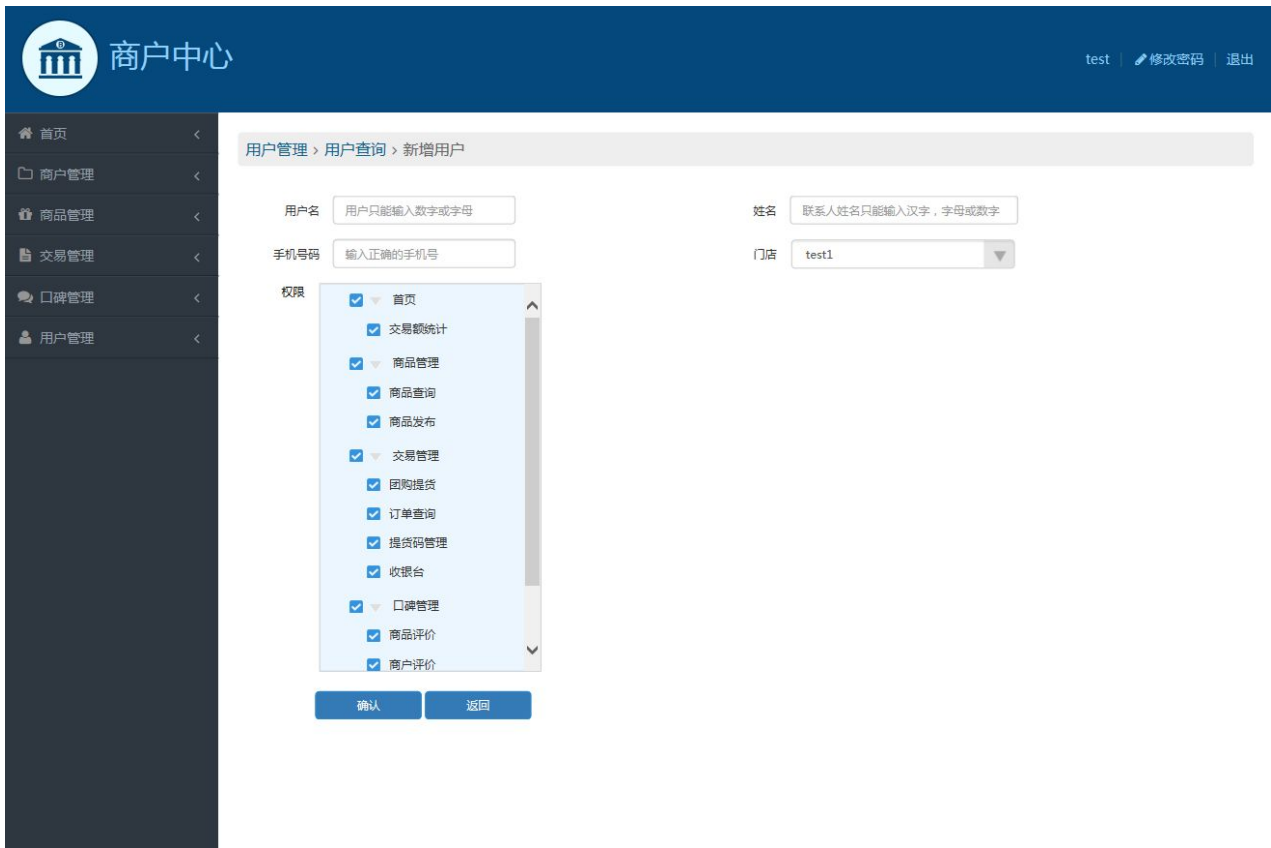 商户中心
test | 修改密码 | 退出
首页
商户管理
商品管理
交易管理
口碑管理
用户管理
用户管理 › 用户查询 › 新增用户
用户名 用户只能输入数字或字母 姓名 联系人姓名只能输入汉字，字母或数字
手机号码 输入正确的手机号 门店 test1
权限
首页
交易额统计
商品管理
商品查询
商品发布
交易管理
团购提货
订单查询
提货码管理
收银台
口碑管理
商品评价
商户评价
确认 返回